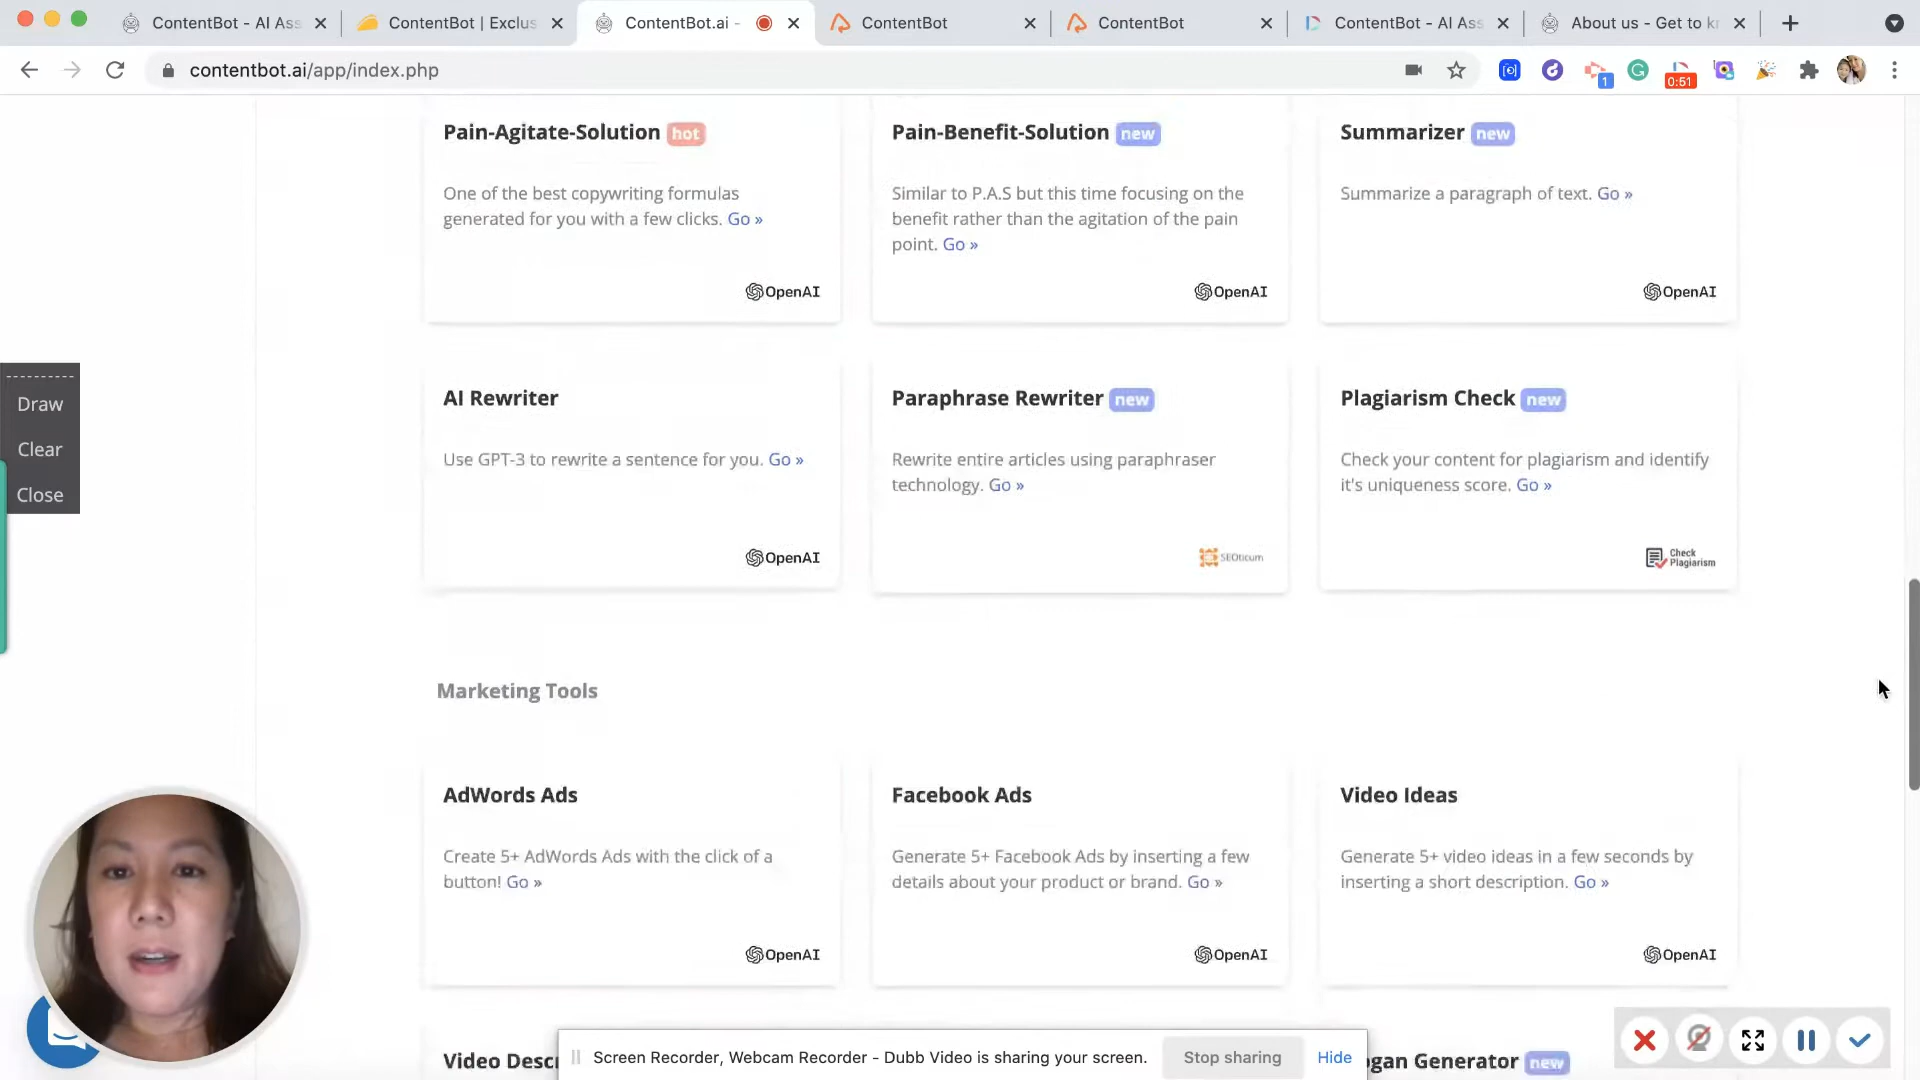 ContentBot - AI Ass
ContentBot | Exclus
ContentBot.ai -
ContentBot
ContentBot
ContentBot - AI Ass
About us - Get to kn
contentbot.ai/app/index.php
1
0:51
Pain-Agitate-Solution hot
One of the best copywriting formulas
generated for you with a few clicks. Go »
OpenAI
Pain-Benefit-Solution new
Similar to P.A.S but this time focusing on the
benefit rather than the agitation of the pain
point. Go »
OpenAI
Summarizer new
Summarize a paragraph of text. Go »
OpenAI
Draw
Clear
Close
AI Rewriter
Use GPT-3 to rewrite a sentence for you. Go »
OpenAI
Paraphrase Rewriter new
Rewrite entire articles using paraphraser
technology. Go »
SEOticum
Plagiarism Check new
Check your content for plagiarism and identify
it's uniqueness score. Go »
Check
Plagiarism
Marketing Tools
AdWords Ads
Create 5+ AdWords Ads with the click of a
button! Go »
OpenAI
Facebook Ads
Generate 5+ Facebook Ads by inserting a few
details about your product or brand. Go »
OpenAI
Video Ideas
Generate 5+ video ideas in a few seconds by
inserting a short description. Go »
OpenAI
Video Desc
ogan Generator new
Screen Recorder, Webcam Recorder - Dubb Video is sharing your screen.
Stop sharing
Hide